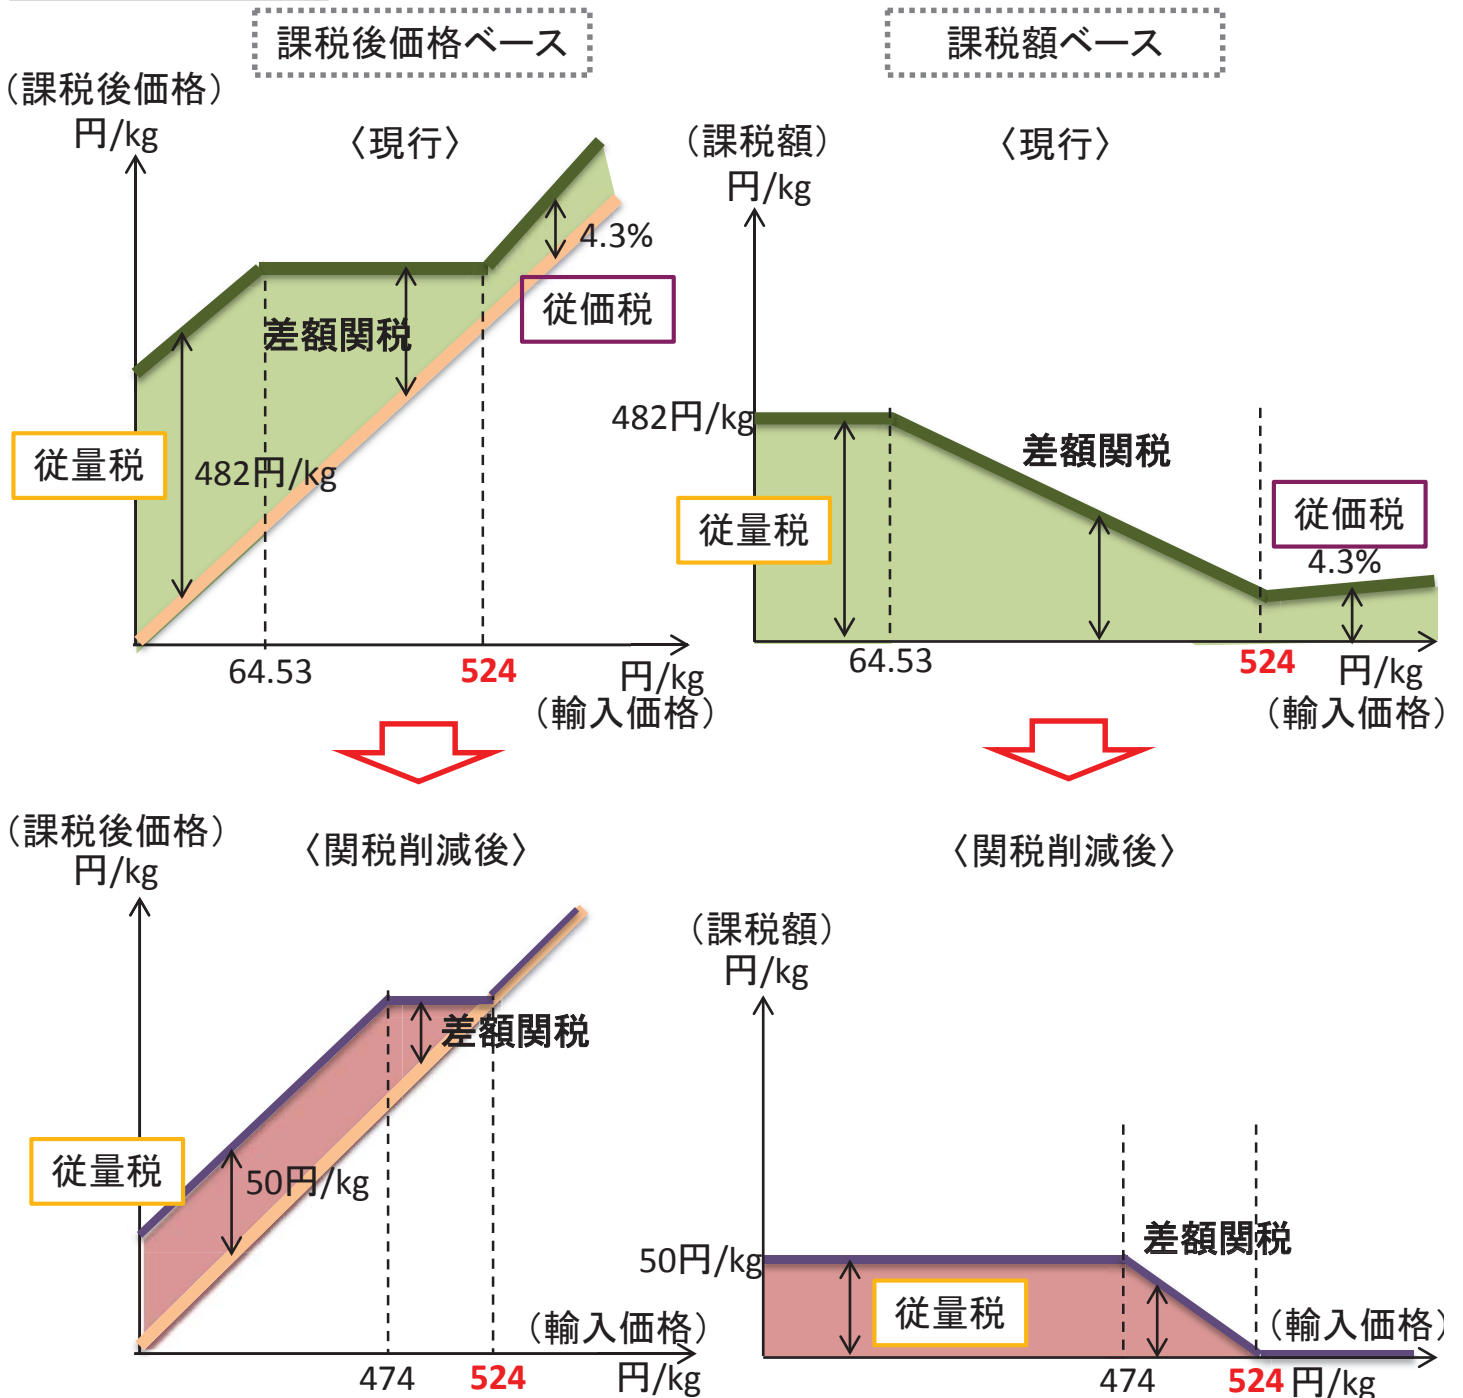 課税後価格ベース
課税額ベース
（課税後価格）
円/kg
〈現行〉
4.3%
従価税
差額関税
従量税
482円/kg
64.53
524
円/kg
（輸入価格）
（課税額）
円/kg
〈現行〉
482円/kg
差額関税
従量税
従価税
4.3%
64.53
524
円/kg
（輸入価格）
（課税後価格）
円/kg
〈関税削減後〉
差額関税
従量税
50円/kg
（輸入価格）
474
524
円/kg
〈関税削減後〉
（課税額）
円/kg
差額関税
50円/kg
従量税
（輸入価格）
474
524
円/kg